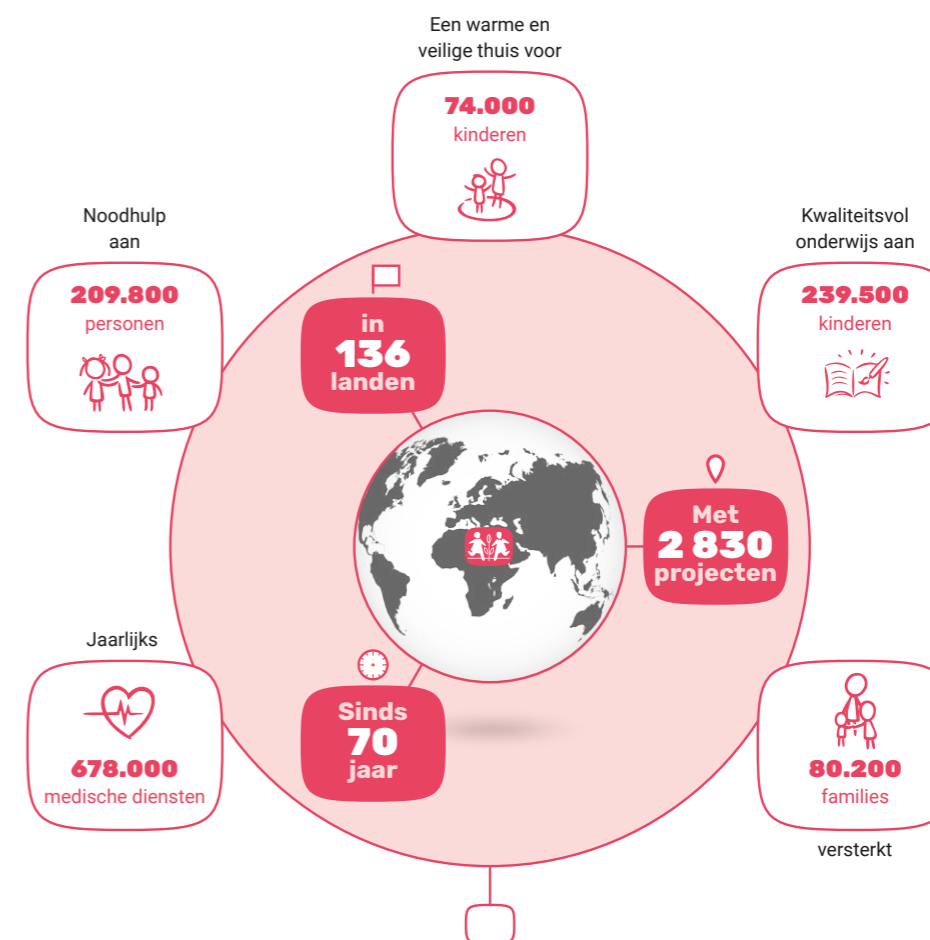 Een warme en
veilige thuis voor
74.000
kinderen
Noodhulp
aan
209.800
personen
Kwaliteitsvol
onderwijs aan
239.500
kinderen
in
136
landen
Met
2 830
projecten
Sinds
70
jaar
Jaarlijks
678.000
medische diensten
80.200
families
versterkt